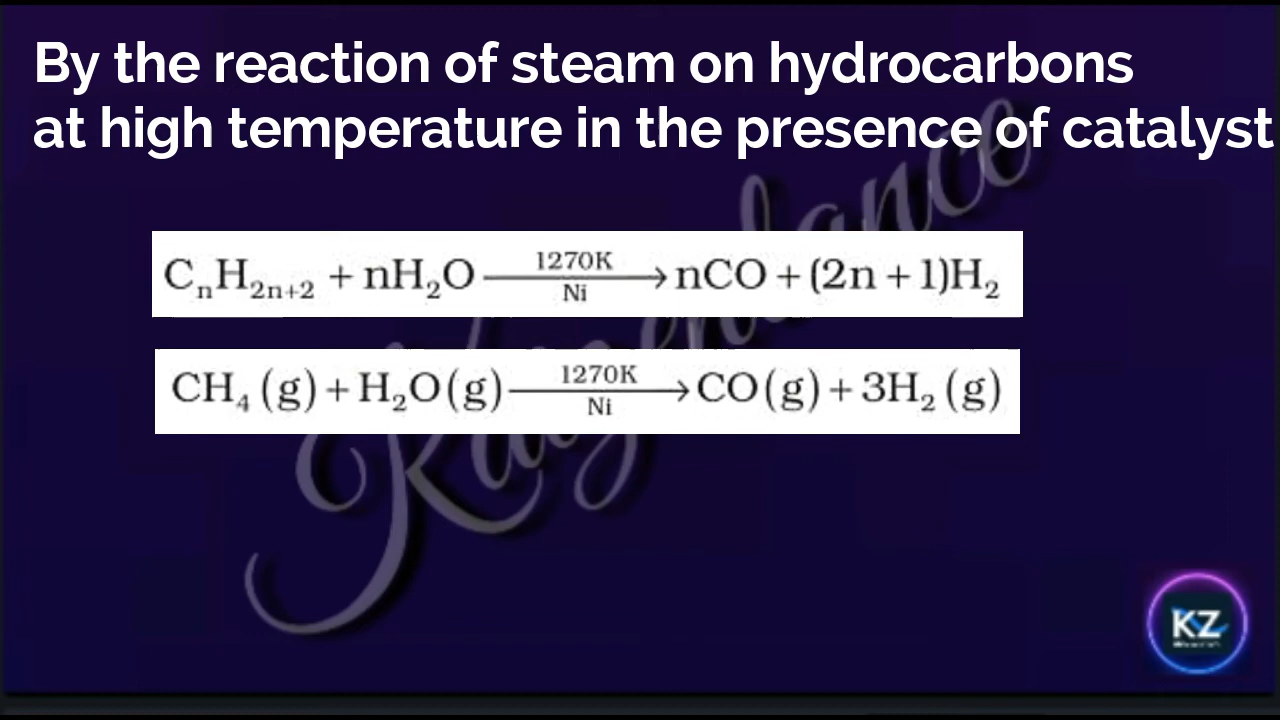 By the reaction of steam on hydrocarbons
at high temperature in the presence of catalyst
CₙH₂ₙ₊₂ + nH₂O 1270K/Ni → nCO + (2n + 1)H₂
CH₄ (g) + H₂O (g) 1270K/Ni → CO (g) + 3H₂ (g)
KZ